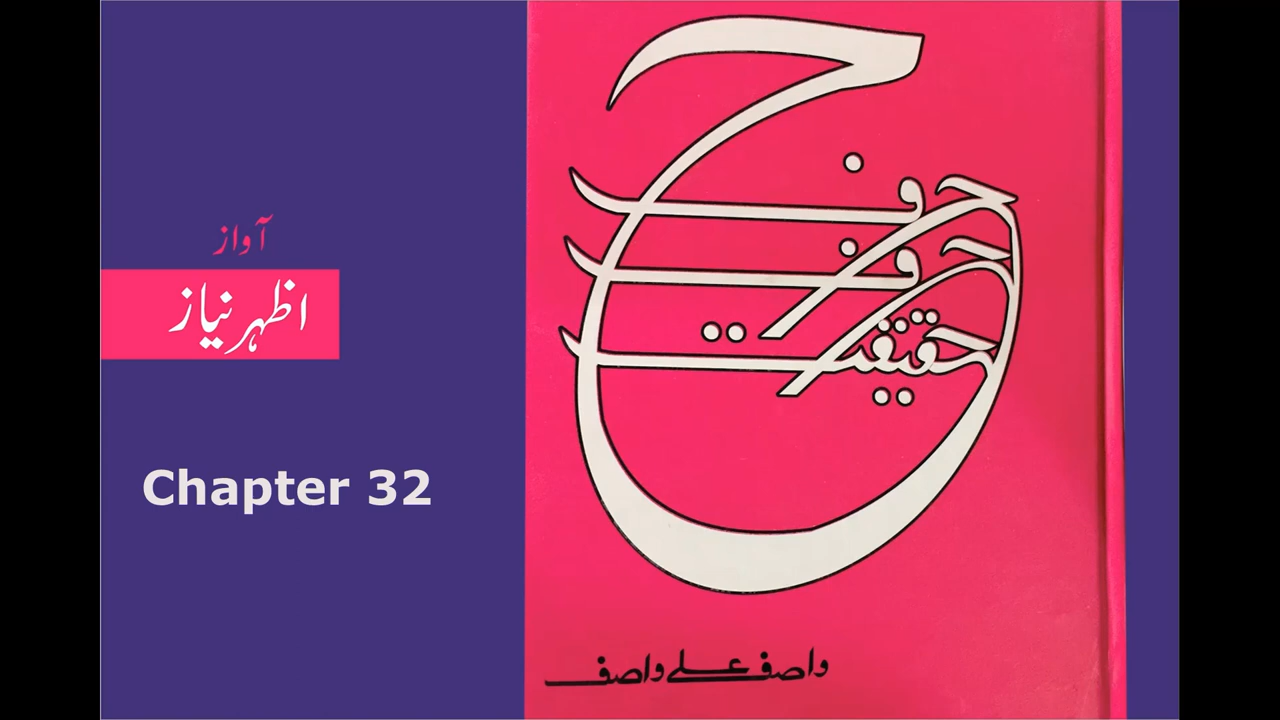 آواز
اظہر نیاز
Chapter 32
حرف
حرف
حقیقت
واصف علی واصف